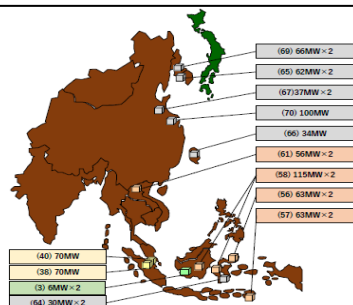 (69) 66MW×2
(65) 62MW×2
(67)37MW×2
(70) 100MW
(66) 34MW
(61) 56MW×2
(58) 115MW×2
(56) 63MW×2
(57) 63MW×2
(40) 70MW
(38) 70MW
(3) 6MW×2
(64) 30MW×2